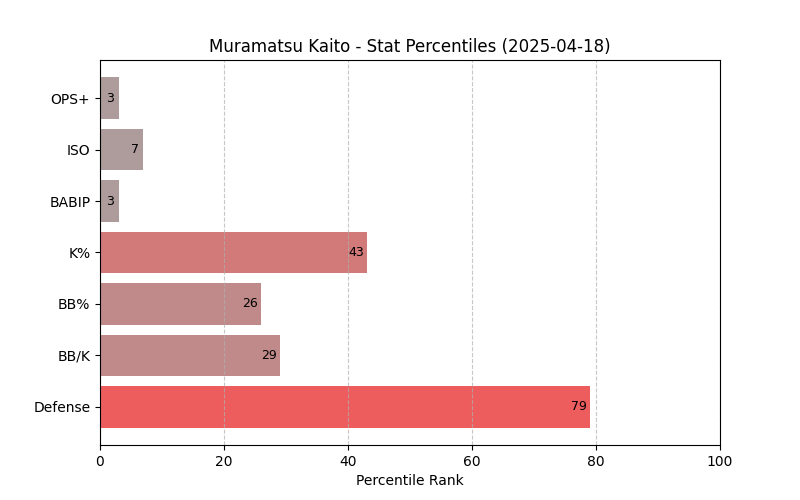 Muramatsu Kaito - Stat Percentiles (2025-04-18)
OPS+ 3
ISO 7
BABIP 3
K% 43
BB% 26
BB/K 29
Defense 79
0 20 40 60 80 100
Percentile Rank